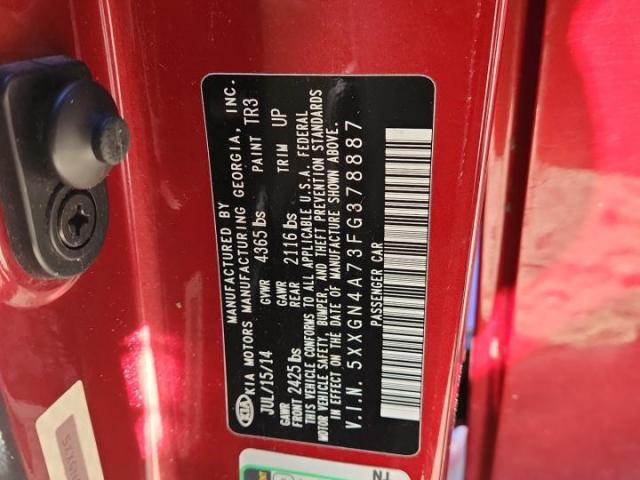 KIA
MANUFACTURED BY
KIA MOTORS MANUFACTURING GEORGIA, INC.
JUL/15/14 GVWR 4365 lbs PAINT TR3
GAWR FRONT 2425 lbs GAWR REAR 2116 lbs TRIM UP
THIS VEHICLE CONFORMS TO ALL APPLICABLE U.S.A. FEDERAL
MOTOR VEHICLE SAFETY, BUMPER, AND THEFT PREVENTION STANDARDS
IN EFFECT ON THE DATE OF MANUFACTURE SHOWN ABOVE.
V.I.N. 5XXGN4A73FG378887
PASSENGER CAR